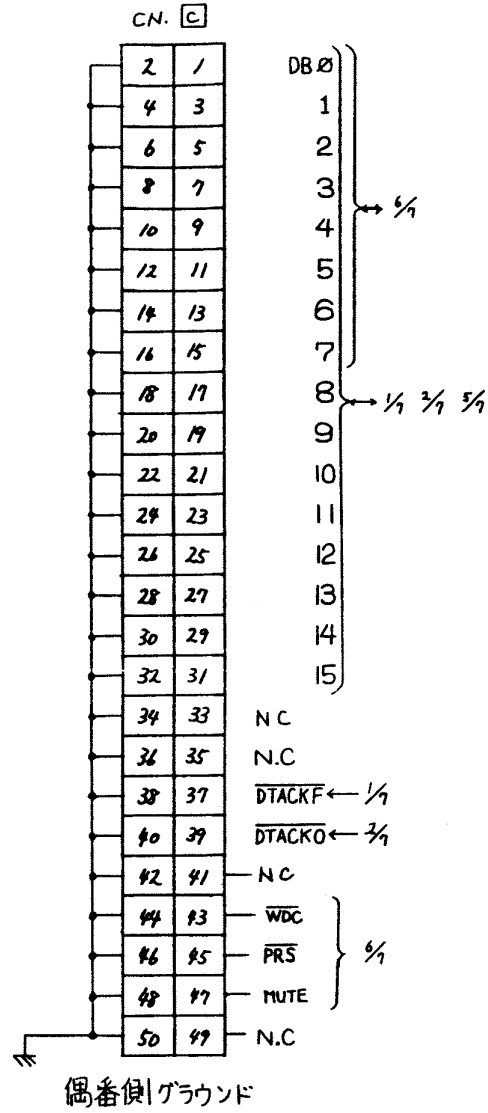 CN. C
2 1 DB0
4 3 1
6 5 2
8 7 3
6/7
10 9 4
12 11 5
14 13 6
16 15 7
18 17 8
1/7 2/7 5/7
20 19 9
22 21 10
24 23 11
26 25 12
28 27 13
30 29 14
32 31 15
34 33 NC
36 35 N.C
38 37 DTACKF ← 1/7
40 39 DTACKO ← 2/7
42 41 NC
44 43 WDC
46 45 PRS
6/7
48 47 MUTE
50 49 N.C
偶番側グラウンド